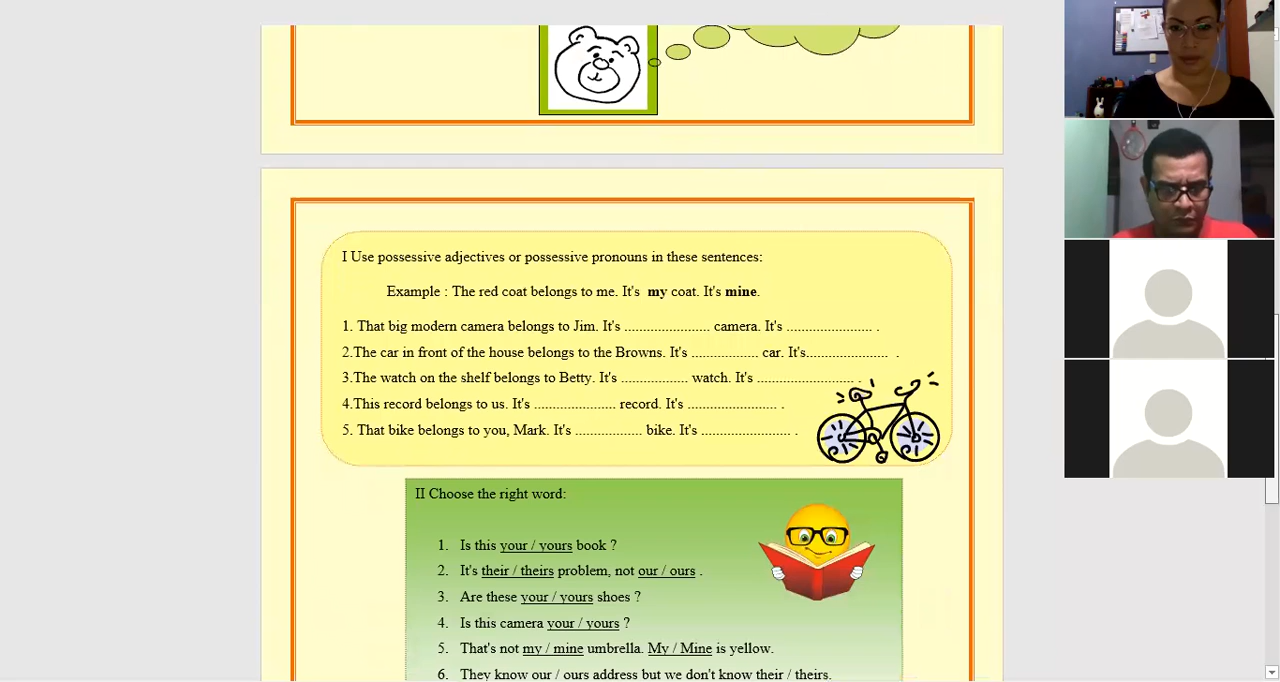 I Use possessive adjectives or possessive pronouns in these sentences:
Example : The red coat belongs to me. It's my coat. It's mine.
1. That big modern camera belongs to Jim. It's ....................... camera. It's ....................... .
2.The car in front of the house belongs to the Browns. It's .................. car. It's...................... .
3.The watch on the shelf belongs to Betty. It's .................. watch. It's ........................... .
4.This record belongs to us. It's ...................... record. It's ........................ .
5. That bike belongs to you, Mark. It's .................. bike. It's ........................ .
II Choose the right word:
1. Is this your / yours book ?
2. It's their / theirs problem, not our / ours .
3. Are these your / yours shoes ?
4. Is this camera your / yours ?
5. That's not my / mine umbrella. My / Mine is yellow.
6. They know our / ours address but we don't know their / theirs.